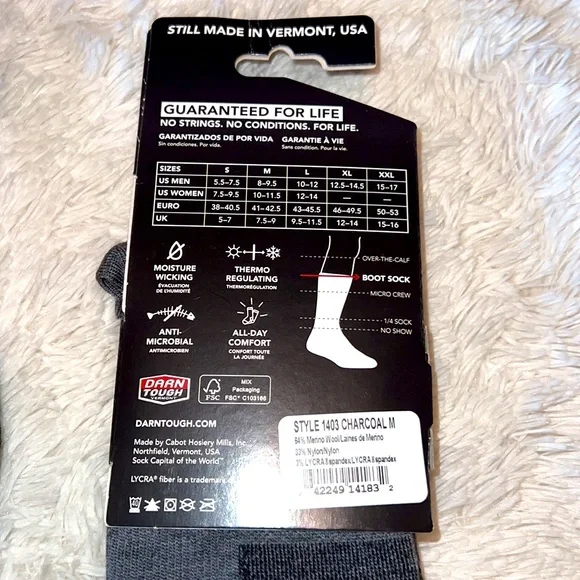 STILL MADE IN VERMONT, USA
GUARANTEED FOR LIFE
NO STRINGS. NO CONDITIONS. FOR LIFE.
GARANTIZADOS DE POR VIDA GARANTIE À VIE
Sin condiciones. Por vida. Sans condition. Pour la vie.
SIZES S M L XL XXL
US MEN 5.5–7.5 8–9.5 10–12 12.5–14.5 15–17
US WOMEN 7.5–9.5 10–11.5 12–14 — —
EURO 38–40.5 41–42.5 43–45.5 46–49.5 50–53
UK 5–7 7.5–9 9.5–11.5 12–14 15–16
MOISTURE
WICKING
ÉVACUATION
DE L'HUMIDITÉ
THERMO
REGULATING
THERMORÉGULATION
OVER-THE-CALF
BOOT SOCK
MICRO CREW
1/4 SOCK
NO SHOW
ANTI-
MICROBIAL
ANTIMICROBIEN
ALL-DAY
COMFORT
CONFORT TOUTE
LA JOURNÉE
DARN
TOUGH
VERMONT
FSC
MIX
Packaging
FSC® C103166
DARNTOUGH.COM
Made by Cabot Hosiery Mills, Inc.
Northfield, Vermont, USA
Sock Capital of the World™
LYCRA® fiber is a trademark
40
STYLE 1403 CHARCOAL M
64% Merino Wool/Laines de Merino
33% Nylon/Nylon
3% LYCRA Spandex/LYCRA Spandex
42249 14183 2